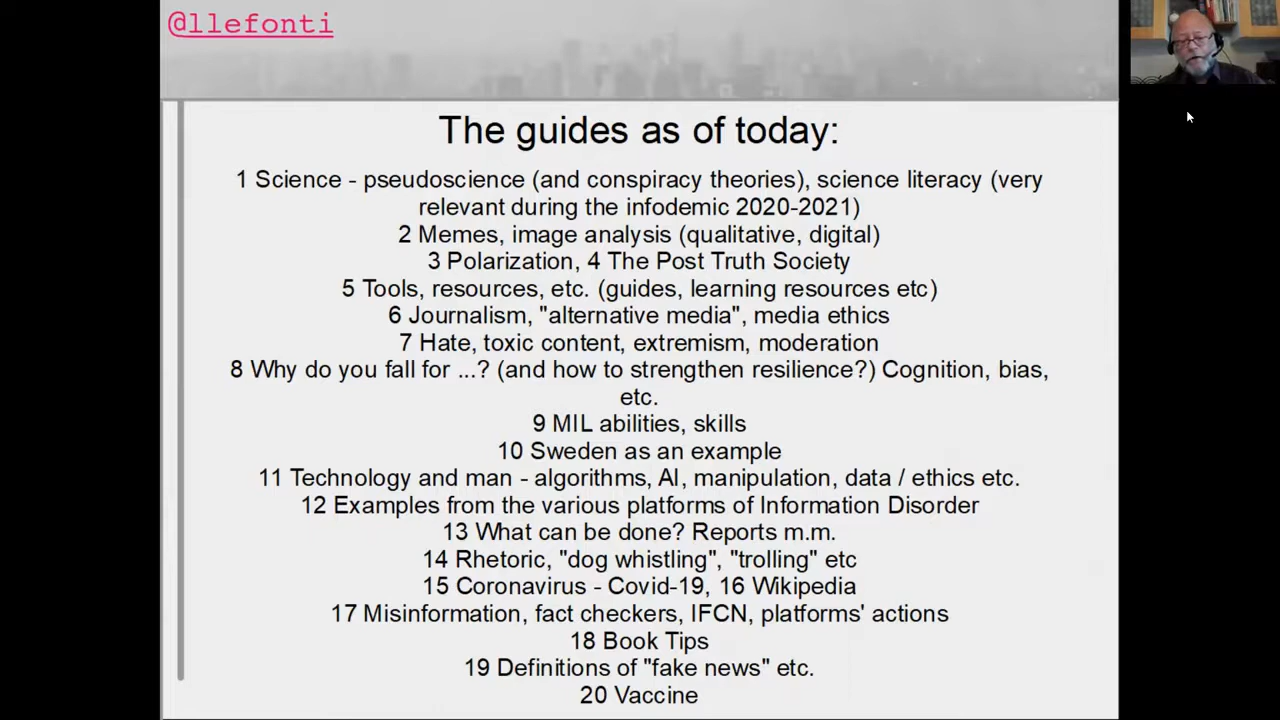 @llefonti
The guides as of today:
1 Science - pseudoscience (and conspiracy theories), science literacy (very
relevant during the infodemic 2020-2021)
2 Memes, image analysis (qualitative, digital)
3 Polarization, 4 The Post Truth Society
5 Tools, resources, etc. (guides, learning resources etc)
6 Journalism, "alternative media", media ethics
7 Hate, toxic content, extremism, moderation
8 Why do you fall for ...? (and how to strengthen resilience?) Cognition, bias,
etc.
9 MIL abilities, skills
10 Sweden as an example
11 Technology and man - algorithms, AI, manipulation, data / ethics etc.
12 Examples from the various platforms of Information Disorder
13 What can be done? Reports m.m.
14 Rhetoric, "dog whistling", "trolling" etc
15 Coronavirus - Covid-19, 16 Wikipedia
17 Misinformation, fact checkers, IFCN, platforms' actions
18 Book Tips
19 Definitions of "fake news" etc.
20 Vaccine